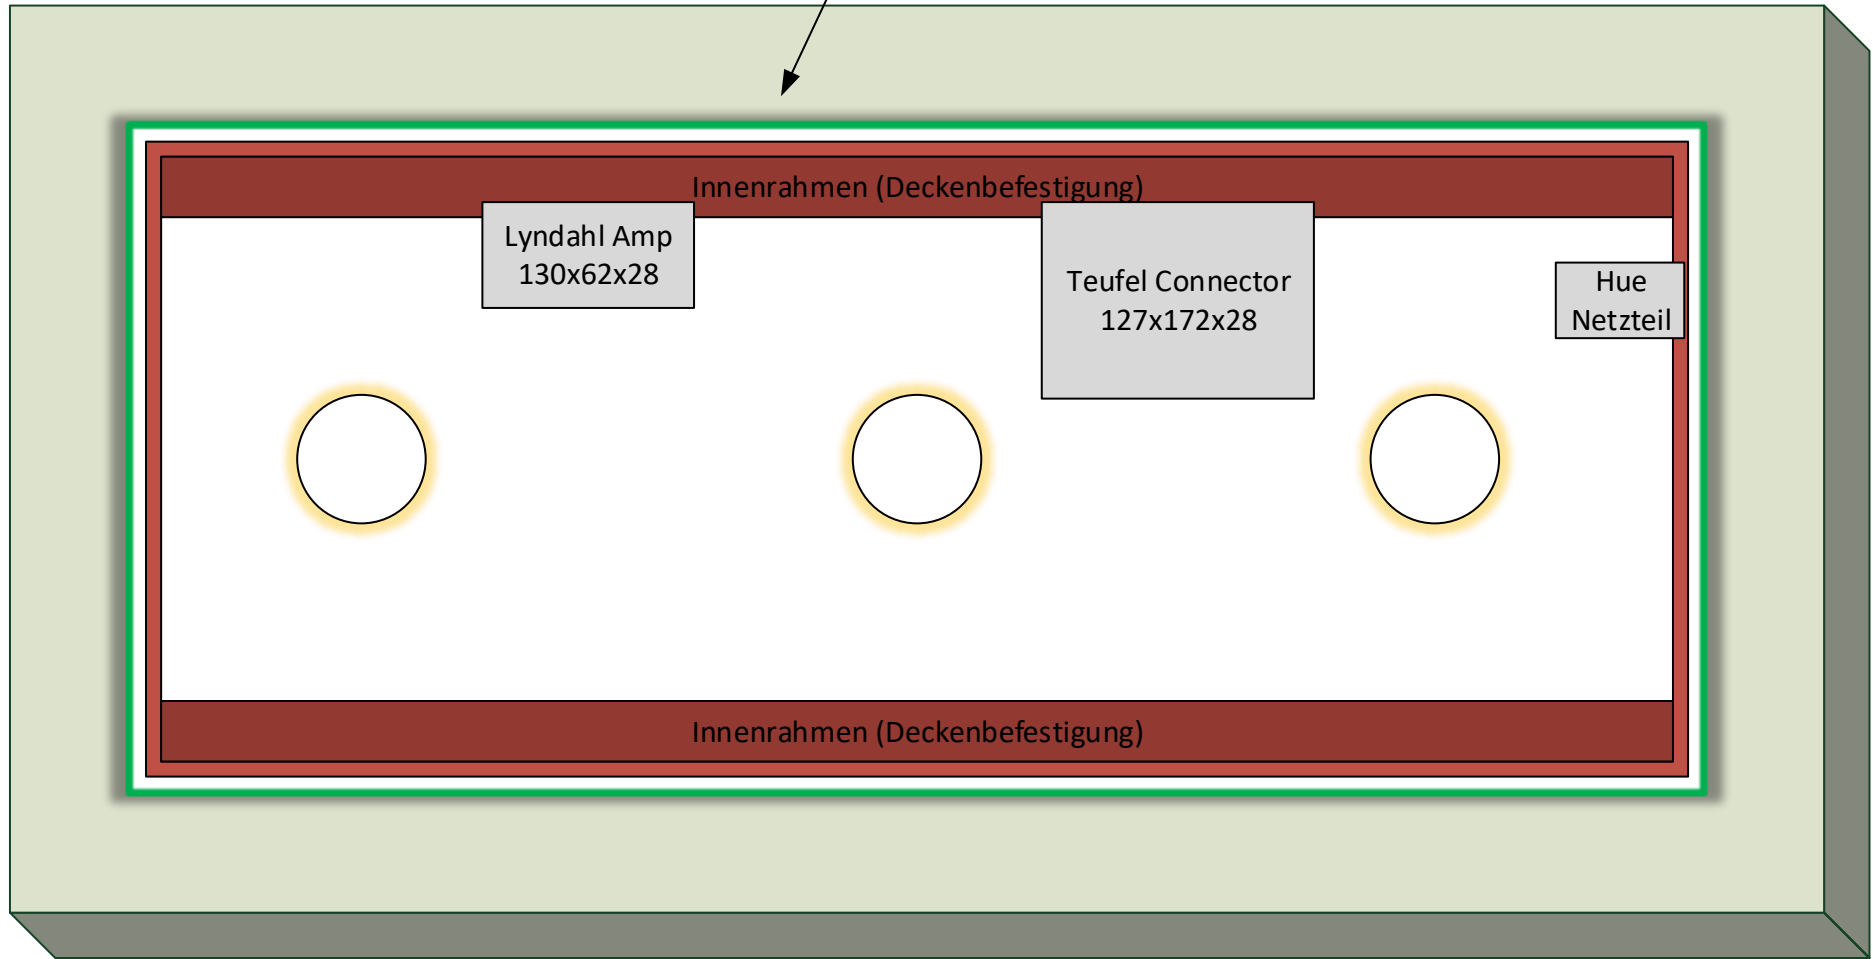 Innenrahmen (Deckenbefestigung)
Lyndahl Amp
130x62x28
Teufel Connector
127x172x28
Hue
Netzteil
Innenrahmen (Deckenbefestigung)